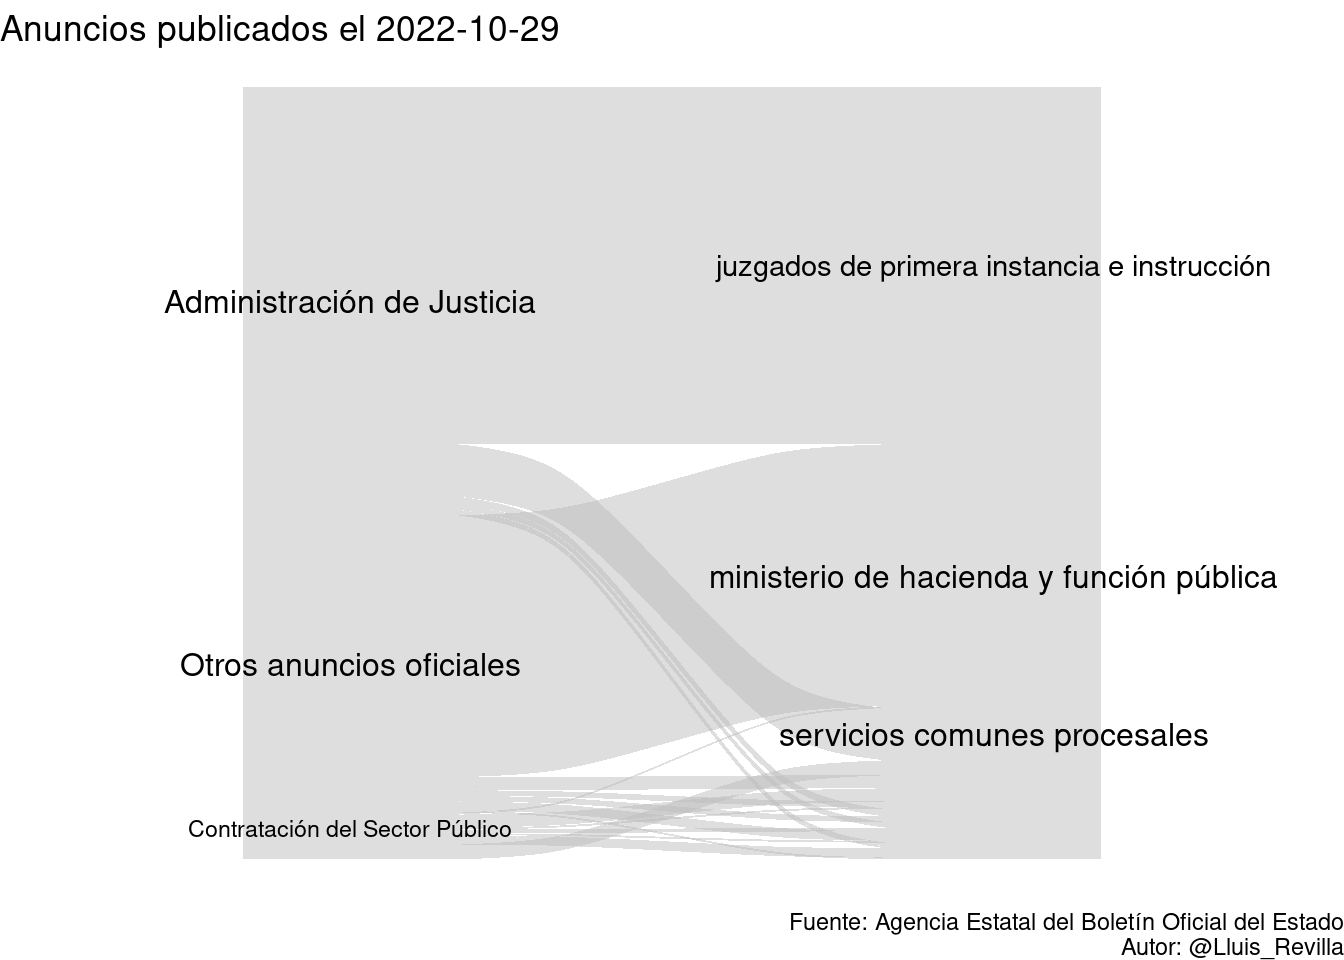 Anuncios publicados el 2022-10-29
juzgados de primera instancia e instrucción
Administración de Justicia
ministerio de hacienda y función pública
Otros anuncios oficiales
servicios comunes procesales
Contratación del Sector Público
Fuente: Agencia Estatal del Boletín Oficial del Estado
Autor: @Lluis_Revilla